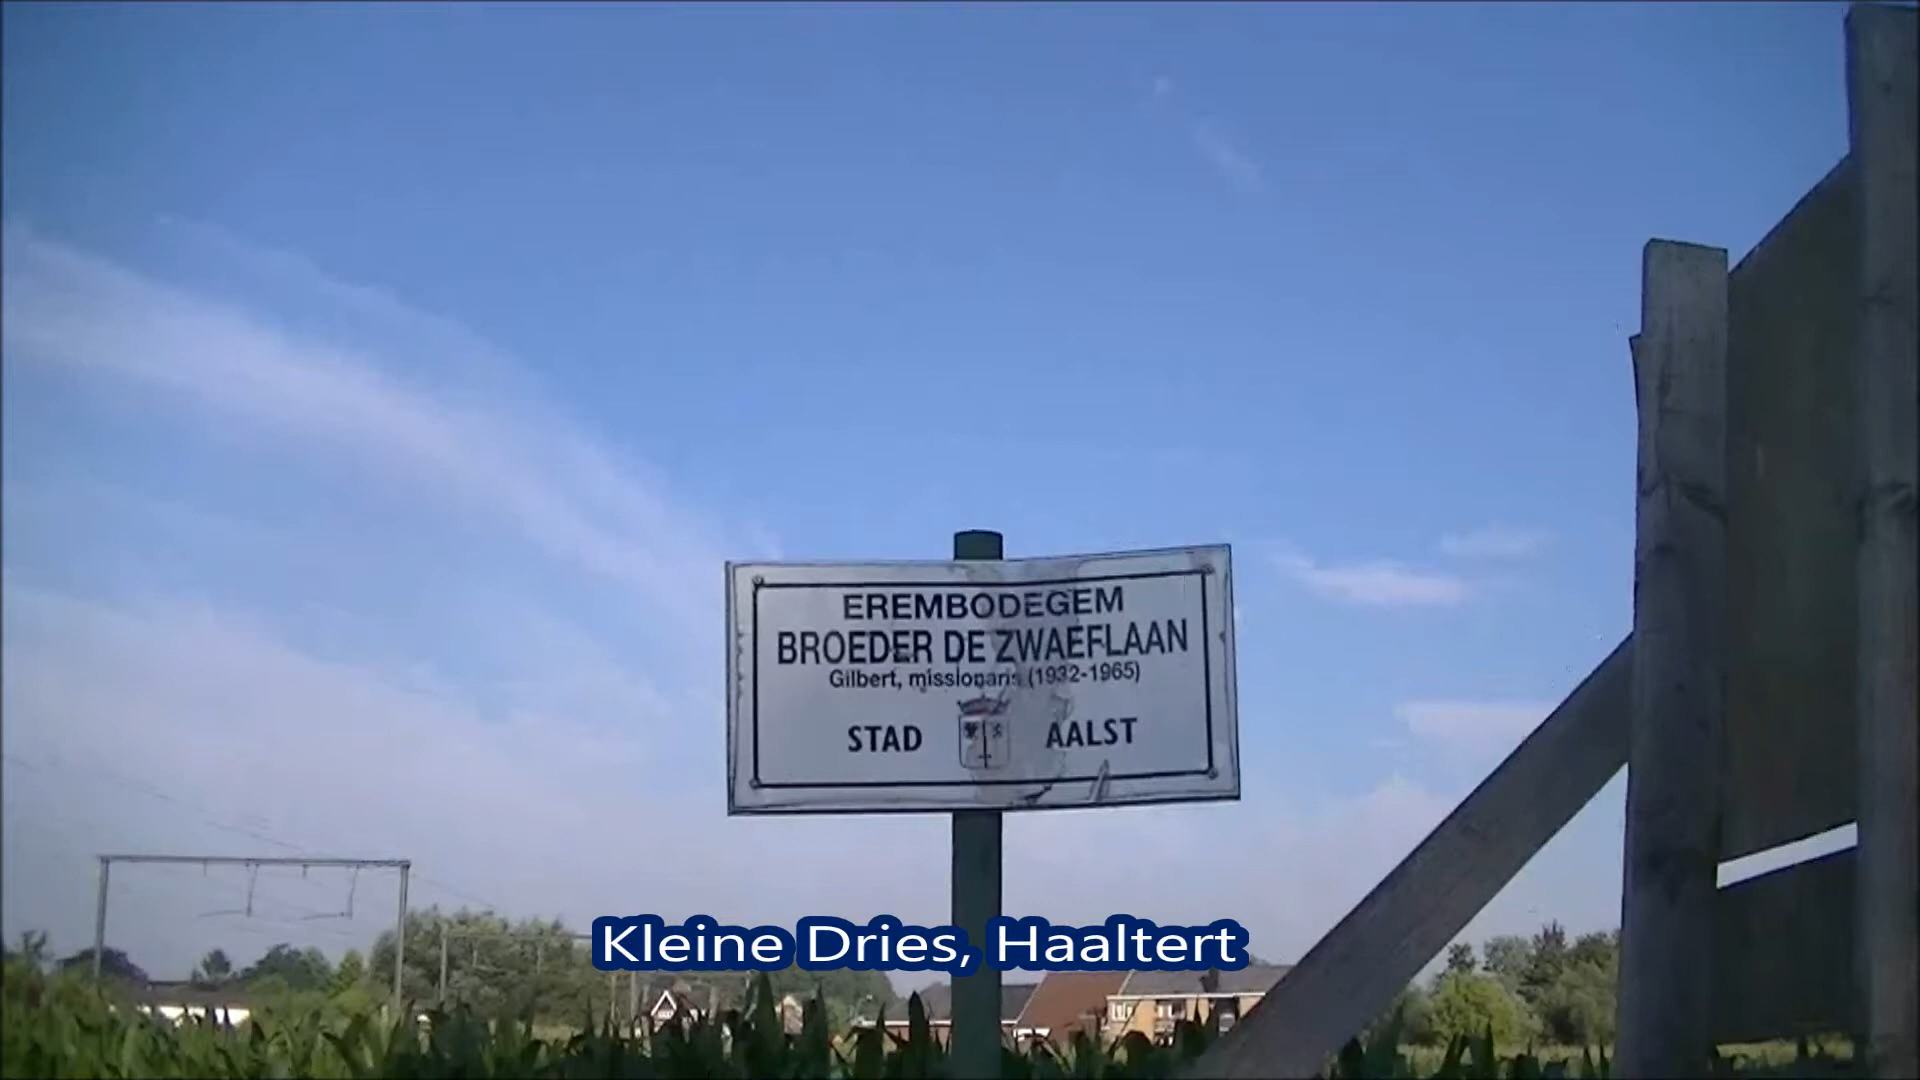 EREMBODEGEM
BROEDER DE ZWAEFLAAN
Gilbert, missionaris (1932-1965)
STAD AALST
Kleine Dries, Haaltert